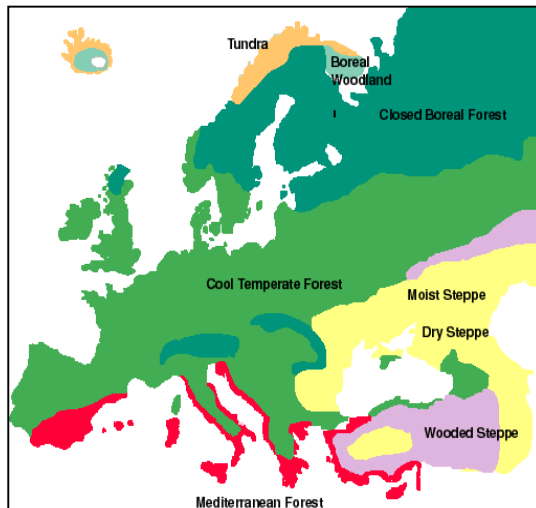 Tundra
Boreal
Woodland
Closed Boreal Forest
Cool Temperate Forest
Moist Steppe
Dry Steppe
Wooded Steppe
Mediterranean Forest